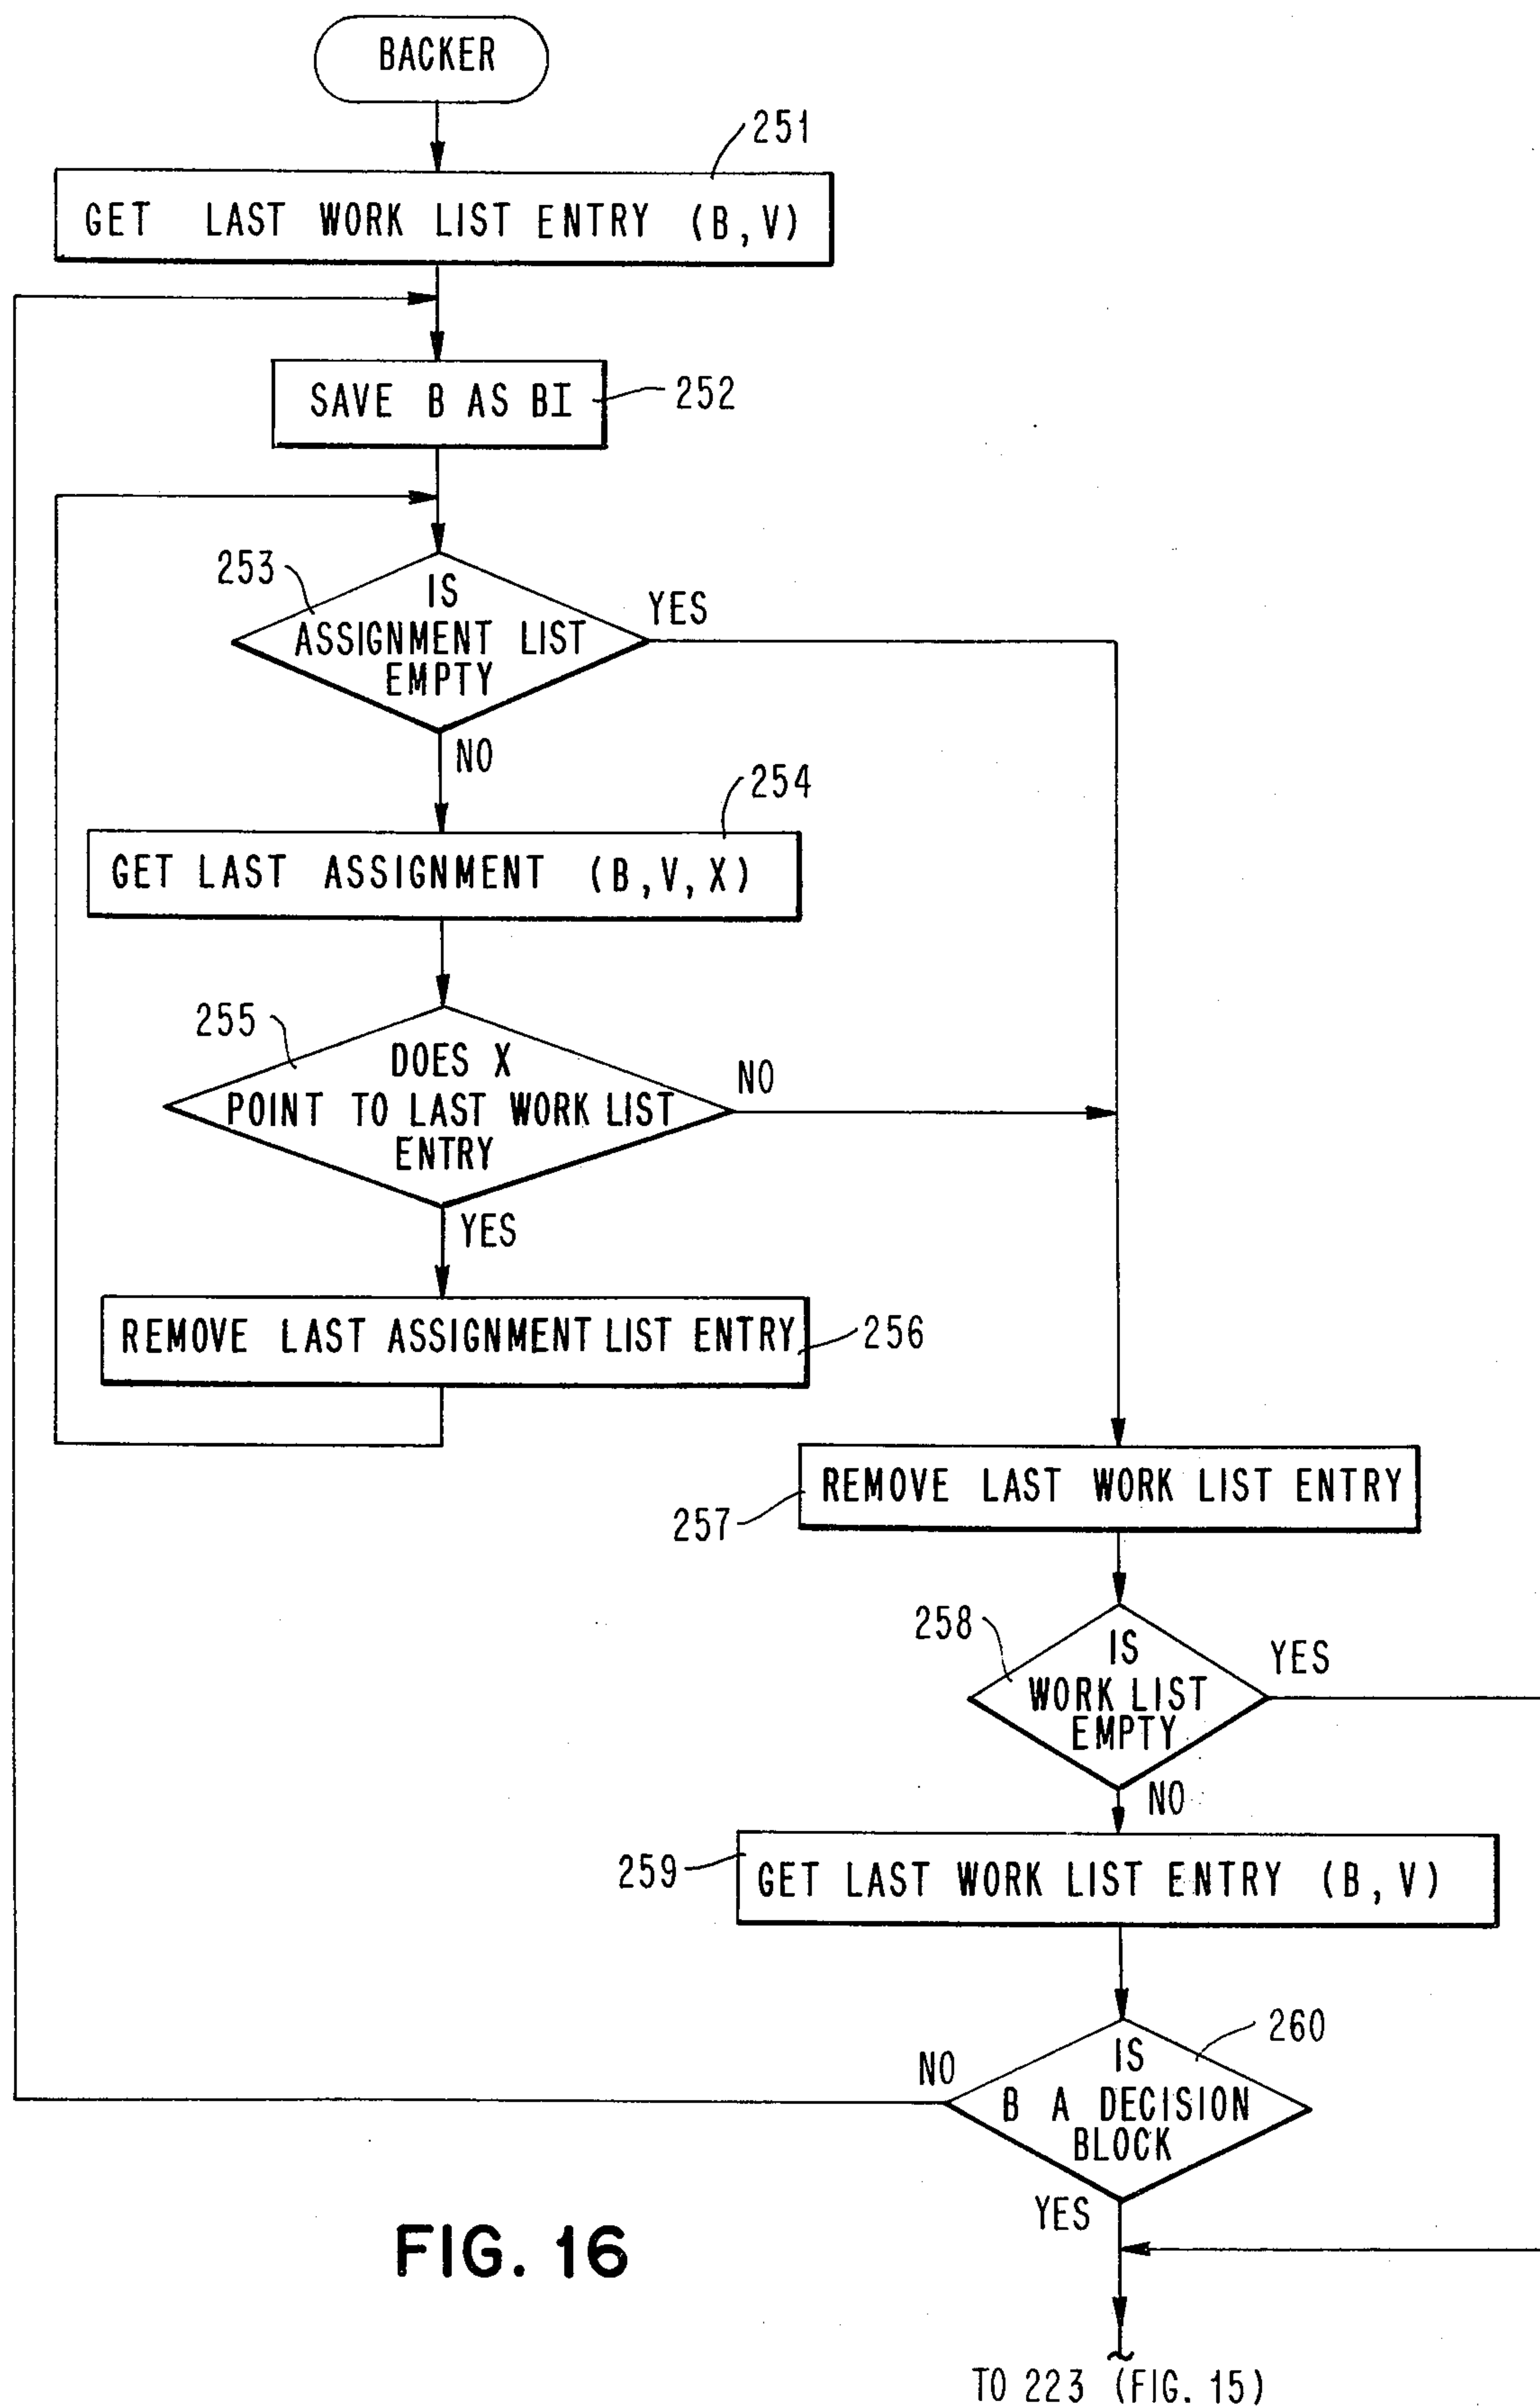 BACKER
251
GET LAST WORK LIST ENTRY (B,V)
SAVE B AS BI
252
253
IS
ASSIGNMENT LIST
EMPTY
YES
NO
254
GET LAST ASSIGNMENT (B,V,X)
255
DOES X
POINT TO LAST WORK LIST
ENTRY
NO
YES
REMOVE LAST ASSIGNMENT LIST ENTRY
256
REMOVE LAST WORK LIST ENTRY
257
258
IS
WORK LIST
EMPTY
YES
NO
259
GET LAST WORK LIST ENTRY (B,V)
260
NO
IS
B A DECISION
BLOCK
YES
FIG. 16
TO 223 (FIG. 15)